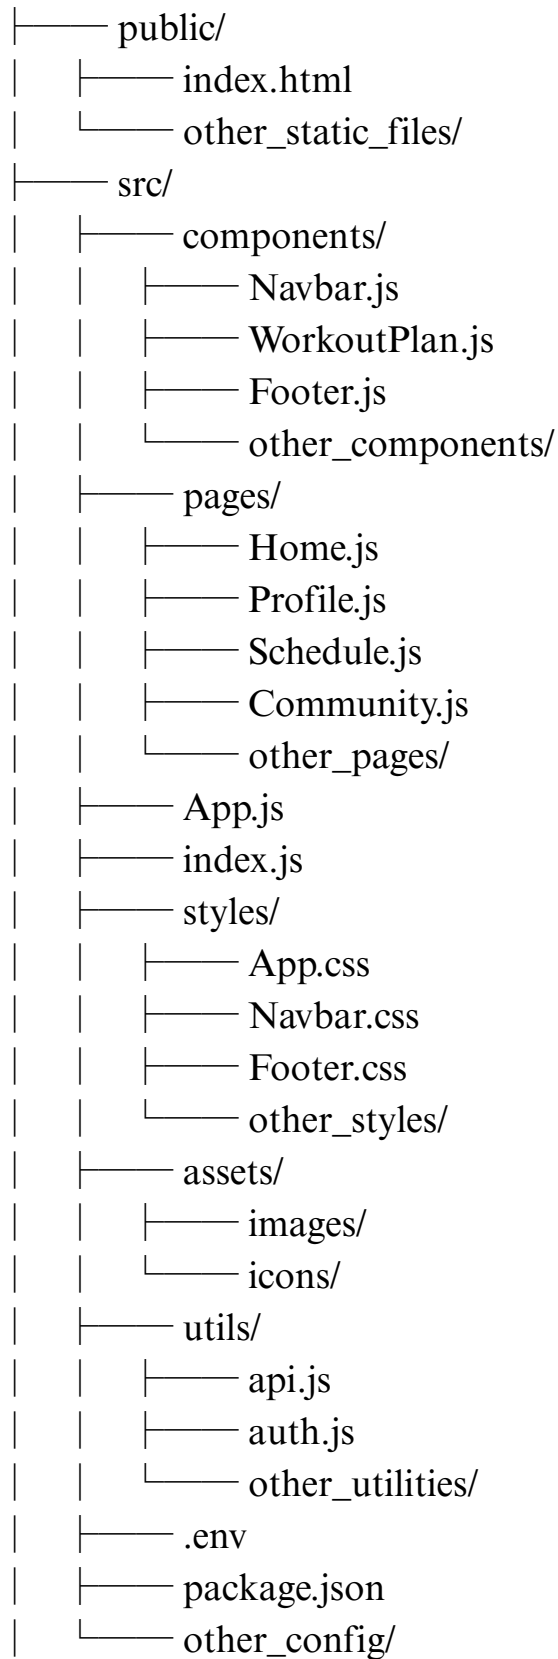 public/
index.html
other_static_files/
src/
components/
Navbar.js
WorkoutPlan.js
Footer.js
other_components/
pages/
Home.js
Profile.js
Schedule.js
Community.js
other_pages/
App.js
index.js
styles/
App.css
Navbar.css
Footer.css
other_styles/
assets/
images/
icons/
utils/
api.js
auth.js
other_utilities/
.env
package.json
other_config/